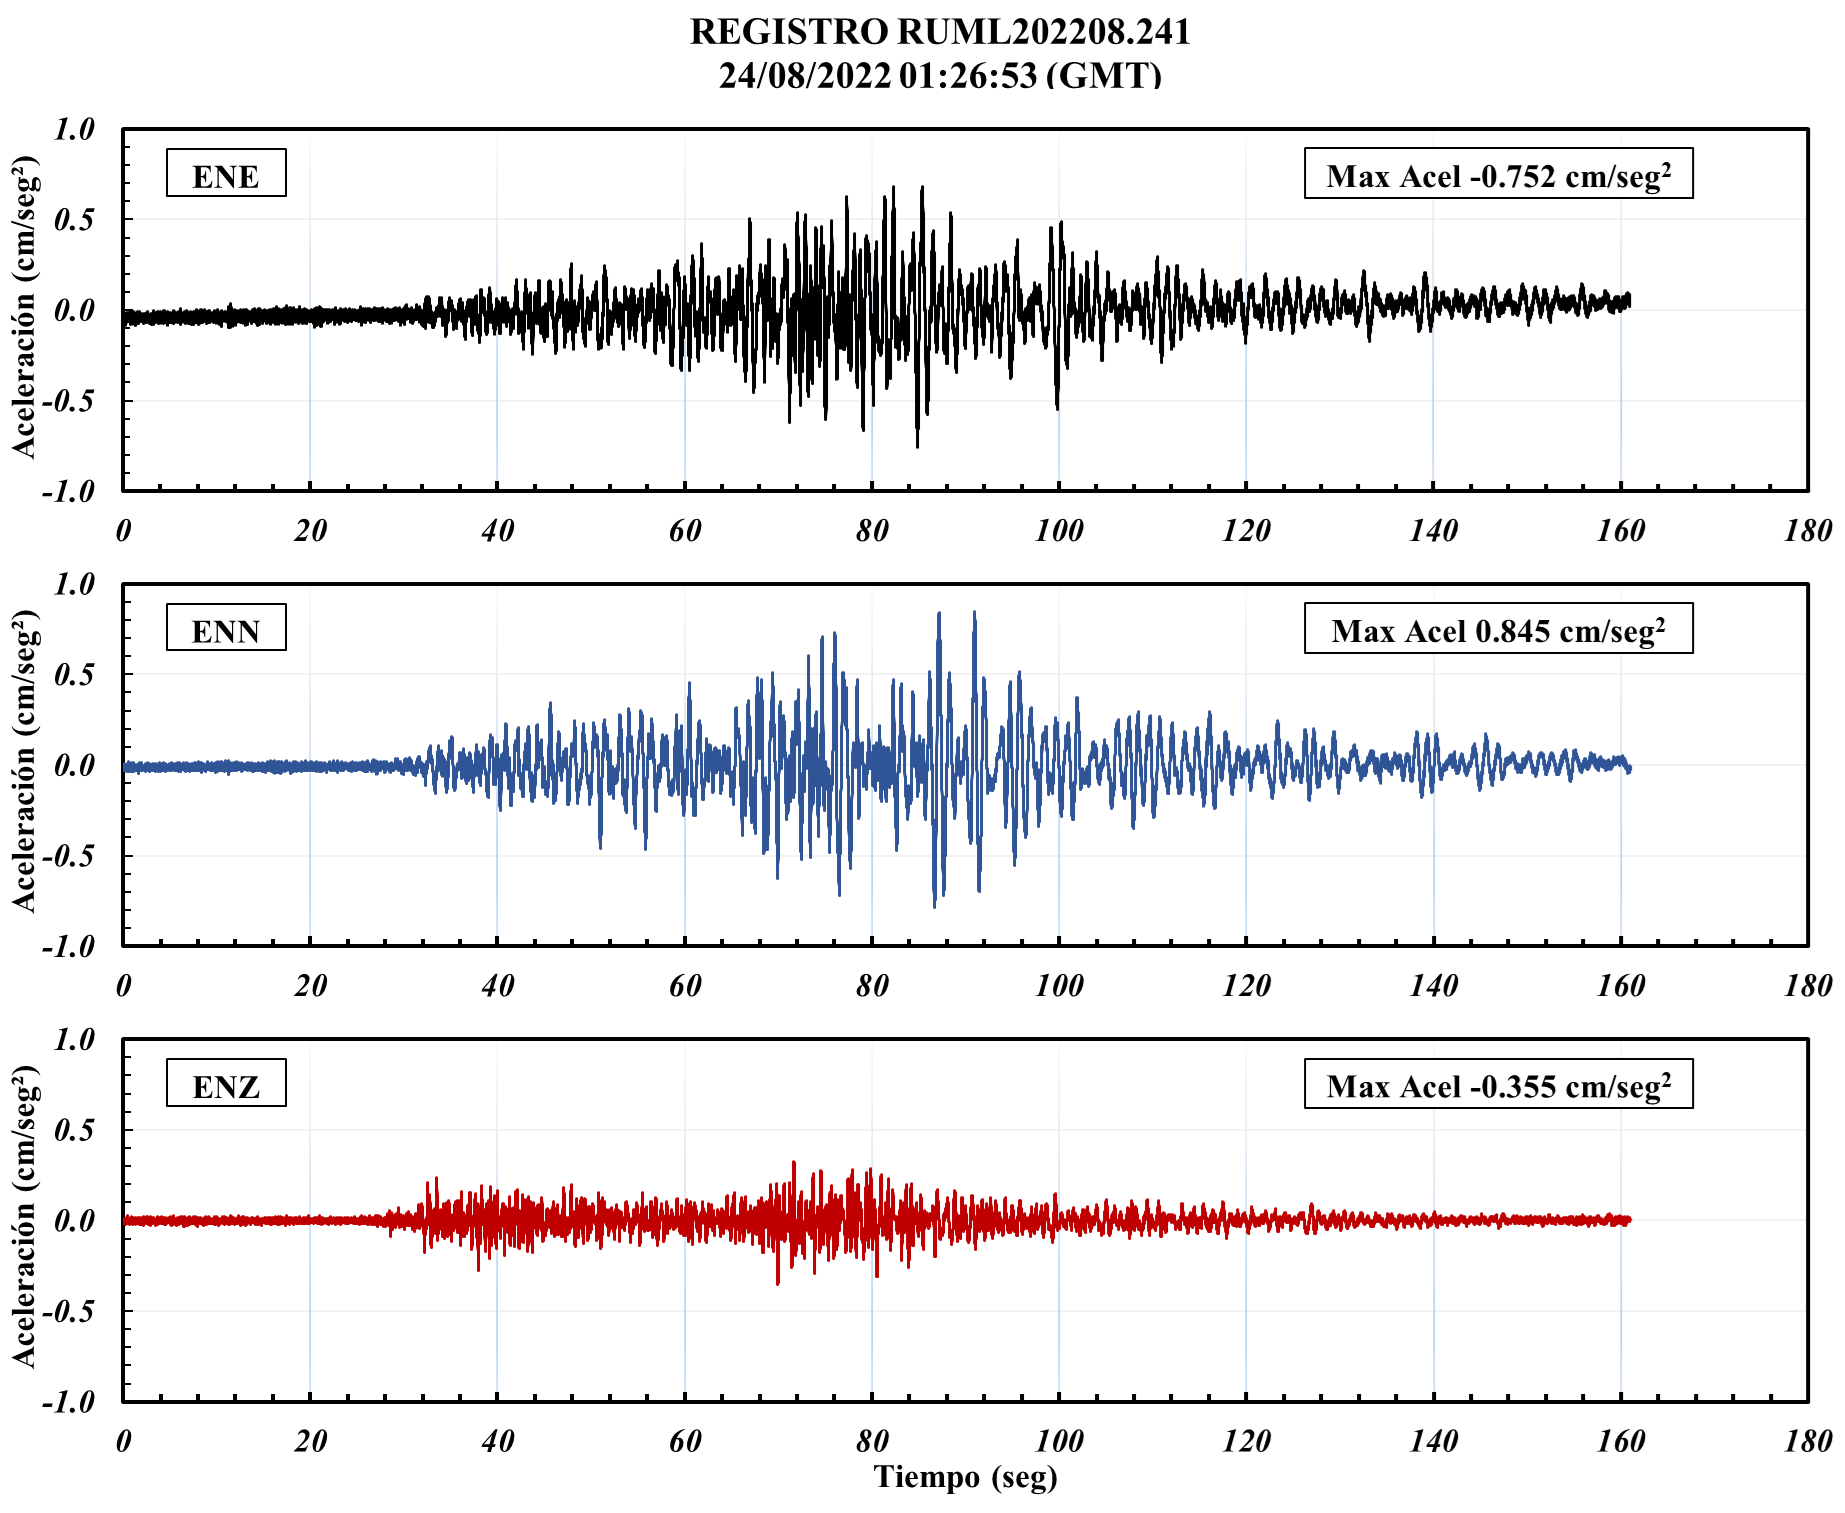 REGISTRO RUML202208.241
24/08/2022 01:26:53 (GMT)
Aceleración (cm/seg²)
1.0
0.5
0.0
-0.5
-1.0
ENE
Max Acel -0.752 cm/seg²
0 20 40 60 80 100 120 140 160 180
Aceleración (cm/seg²)
1.0
0.5
0.0
-0.5
-1.0
ENN
Max Acel 0.845 cm/seg²
0 20 40 60 80 100 120 140 160 180
Aceleración (cm/seg²)
1.0
0.5
0.0
-0.5
-1.0
ENZ
Max Acel -0.355 cm/seg²
0 20 40 60 80 100 120 140 160 180
Tiempo (seg)